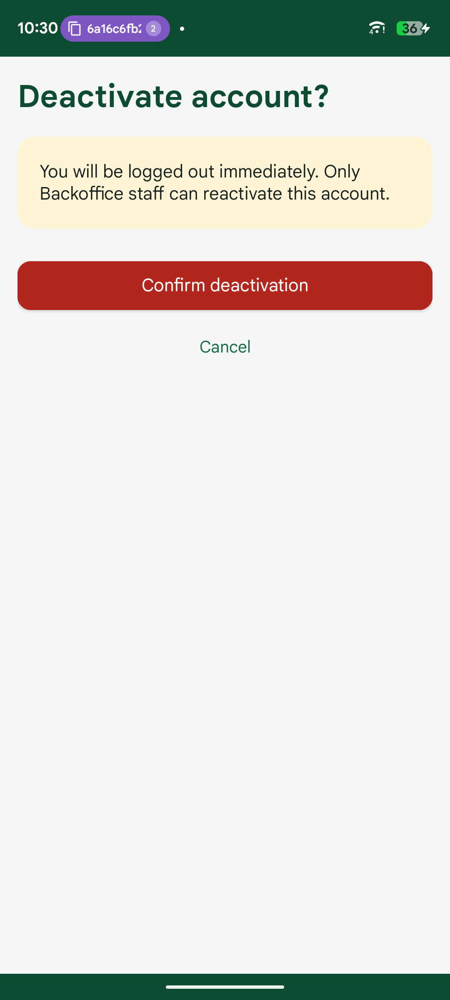 10:30 6a16c6fb 2
4 36
Deactivate account?
You will be logged out immediately. Only
Backoffice staff can reactivate this account.
Confirm deactivation
Cancel